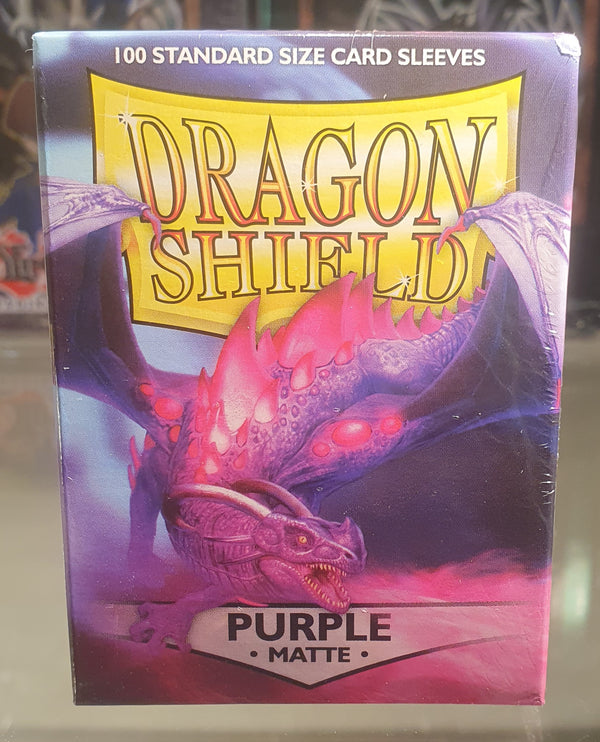 100 STANDARD SIZE CARD SLEEVES
DRAGON
SHIELD
PURPLE
• MATTE •